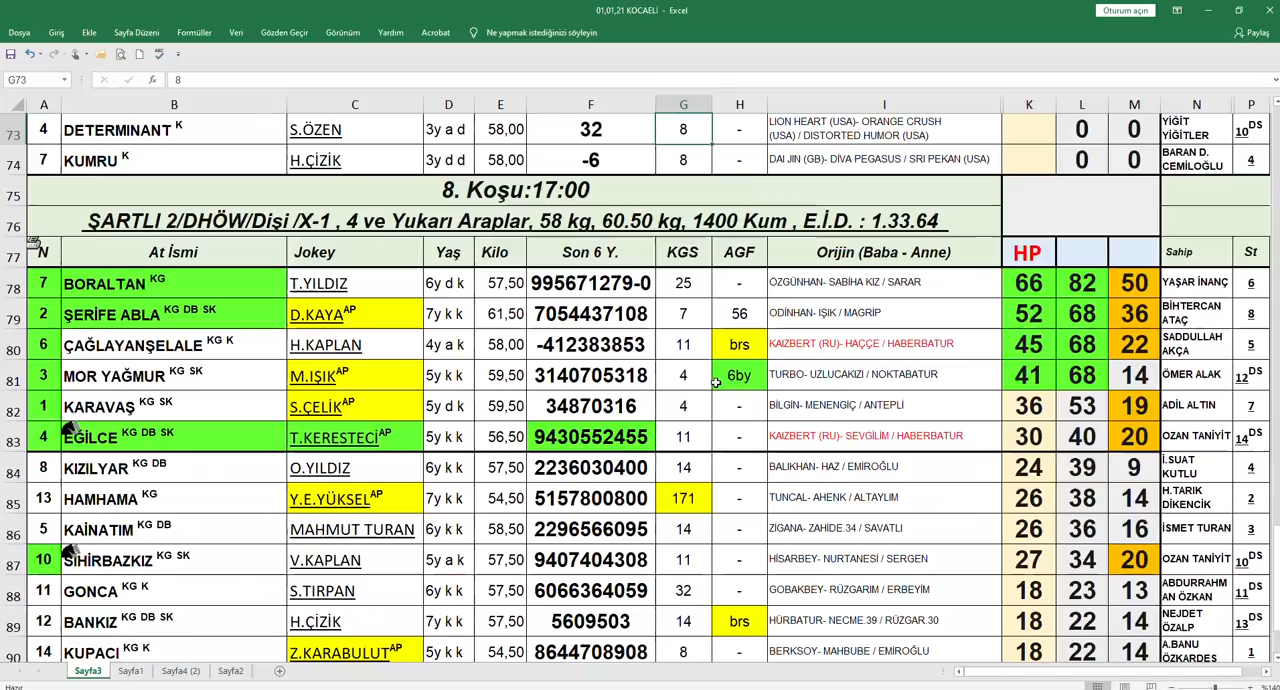 01,01,21 KOCAELİ - Excel
Oturum açın
Dosya Giriş Ekle Sayfa Düzeni Formüller Veri Gözden Geçir Görünüm Yardım Acrobat Ne yapmak istediğinizi söyleyin Paylaş
G73 fx 8
A B C D E F G H I K L M N P
73 4 DETERMINANT K S.ÖZEN 3y a d 58,00 32 8 - LION HEART (USA)- ORANGE CRUSH (USA) / DISTORTED HUMOR (USA) 0 0 YİĞİT YİĞİTLER 10DS
74 7 KUMRU K H.ÇİZİK 3y d d 58,00 -6 8 - DAI JIN (GB)- DİVA PEGASUS / SRI PEKAN (USA) 0 0 BARAN D. CEMİLOĞLU 4
75 8. Koşu:17:00
76 ŞARTLI 2/DHÖW/Dişi /X-1 , 4 ve Yukarı Araplar, 58 kg, 60.50 kg, 1400 Kum , E.İ.D. : 1.33.64
77 N At İsmi Jokey Yaş Kilo Son 6 Y. KGS AGF Orijin (Baba - Anne) HP Sahip St
78 7 BORALTAN KG T.YILDIZ 6y d k 57,50 995671279-0 25 - ÖZGÜNHAN- SABİHA KIZ / SARAR 66 82 50 YAŞAR İNANÇ 6
79 2 ŞERİFE ABLA KG DB SK D.KAYAAP 7y k k 61,50 7054437108 7 56 ODİNHAN- IŞIK / MAGRİP 52 68 36 BİHTERCAN ATAÇ 8
80 6 ÇAĞLAYANŞELALE KG K H.KAPLAN 4y a k 58,00 -412383853 11 brs KAIZBERT (RU)- HAÇÇE / HABERBATUR 45 68 22 SADDULLAH AKÇA 5
81 3 MOR YAĞMUR KG SK M.IŞIKAP 5y k k 59,50 3140705318 4 6by TURBO- UZLUCAKIZI / NOKTABATUR 41 68 14 ÖMER ALAK 12DS
82 1 KARAVAŞ KG SK S.ÇELİKAP 5y d k 59,50 34870316 4 - BİLGİN- MENENGİÇ / ANTEPLİ 36 53 19 ADİL ALTIN 7
83 4 EĞİLCE KG DB SK T.KERESTECİAP 5y k k 56,50 9430552455 11 - KAIZBERT (RU)- SEVGİLİM / HABERBATUR 30 40 20 OZAN TANİYİT 14DS
84 8 KIZILYAR KG DB O.YILDIZ 6y k k 57,50 2236030400 14 - BALIKHAN- HAZ / EMİROĞLU 24 39 9 İ.SUAT KUTLU 4
85 13 HAMHAMA KG Y.E.YÜKSELAP 7y k k 54,50 5157800800 171 - TUNCAL- AHENK / ALTAYLIM 26 38 14 H.TARIK DİKENCİK 2
86 5 KAİNATIM KG DB MAHMUT TURAN 6y k k 58,50 2296566095 14 - ZIGANA- ZAHİDE.34 / SAVATLI 26 36 16 İSMET TURAN 3
87 10 SİHİRBAZKIZ KG SK V.KAPLAN 5y a k 57,50 9407404308 11 - HİSARBEY- NURTANESİ / SERGEN 27 34 20 OZAN TANİYİT 10DS
88 11 GONCA KG K S.TIRPAN 6y k k 57,50 6066364059 32 - GOBAKBEY- RÜZGARIM / ERBEYİM 18 23 13 ABDURRAHM AN ÖZKAN 11DS
89 12 BANKIZ KG DB SK H.ÇİZİK 7y k k 57,50 5609503 14 brs HÜRBATUR- NECME.39 / RÜZGAR.30 18 22 14 NEJDET ÖZALP 13DS
90 14 KUPACI KG K Z.KARABULUTAP 7y k k 54,50 8644708908 8 - BERKSOY- MAHBUBE / EMİROĞLU 18 22 14 A.BANU ÖZKARDES 1
Sayfa3 Sayfa1 Sayfa4 (2) Sayfa2
Hazır %140